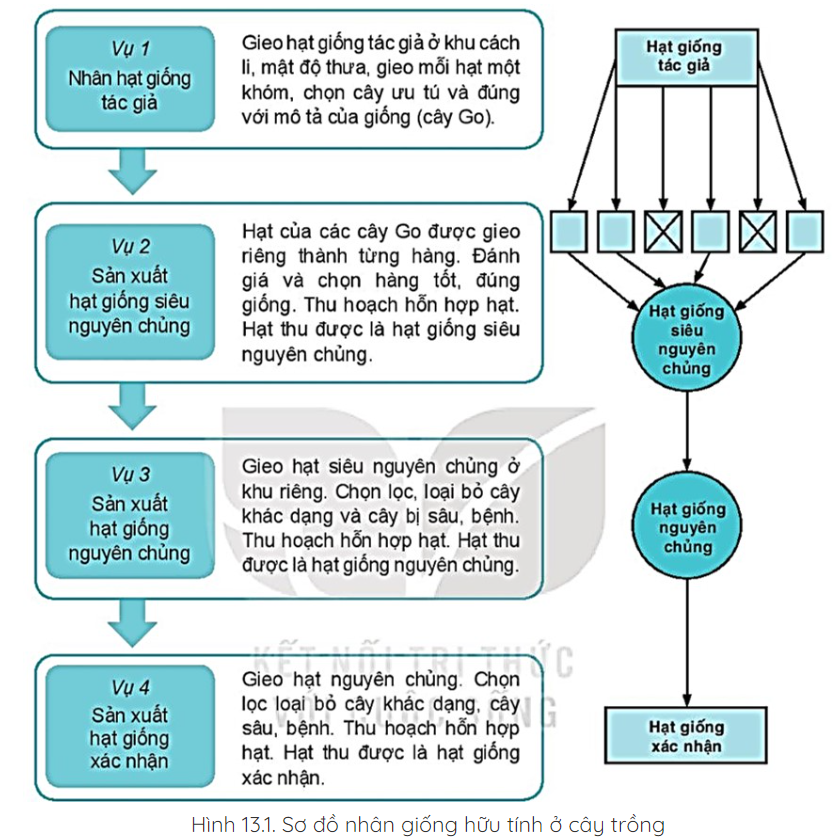 Vụ 1
Nhân hạt giống
tác giả
Gieo hạt giống tác giả ở khu cách
li, mật độ thưa, gieo mỗi hạt một
khóm, chọn cây ưu tú và đúng
với mô tả của giống (cây Go).
Vụ 2
Sản xuất
hạt giống siêu
nguyên chủng
Hạt của các cây Go được gieo
riêng thành từng hàng. Đánh
giá và chọn hàng tốt, đúng
giống. Thu hoạch hỗn hợp hạt.
Hạt thu được là hạt giống siêu
nguyên chủng.
Vụ 3
Sản xuất
hạt giống
nguyên chủng
Gieo hạt siêu nguyên chủng ở
khu riêng. Chọn lọc, loại bỏ cây
khác dạng và cây bị sâu, bệnh.
Thu hoạch hỗn hợp hạt. Hạt thu
được là hạt giống nguyên chủng.
Vụ 4
Sản xuất
hạt giống
xác nhận
Gieo hạt nguyên chủng. Chọn
lọc loại bỏ cây khác dạng, cây
sâu, bệnh. Thu hoạch hỗn hợp
hạt. Hạt thu được là hạt giống
xác nhận.
Hạt giống
tác giả
Hạt giống
siêu
nguyên
chủng
Hạt giống
nguyên
chủng
Hạt giống
xác nhận
KẾT NỐI TRI THỨC
VỚI CUỘC SỐNG
Hình 13.1. Sơ đồ nhân giống hữu tính ở cây trồng